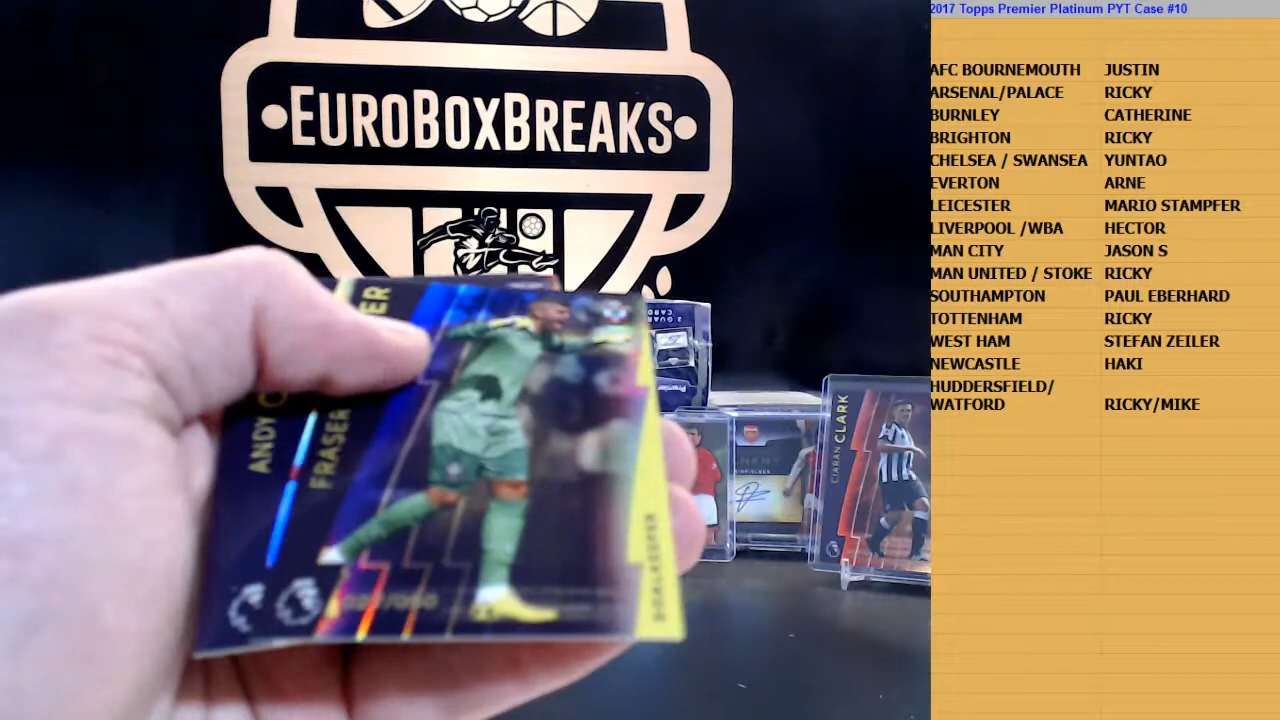 2017 Topps Premier Platinum PYT Case #10
EUROBOXBREAKS
AFC BOURNEMOUTH JUSTIN
ARSENAL/PALACE RICKY
BURNLEY CATHERINE
BRIGHTON RICKY
CHELSEA / SWANSEA YUNTAO
EVERTON ARNE
LEICESTER MARIO STAMPFER
LIVERPOOL /WBA HECTOR
MAN CITY JASON S
MAN UNITED / STOKE RICKY
SOUTHAMPTON PAUL EBERHARD
TOTTENHAM RICKY
WEST HAM STEFAN ZEILER
NEWCASTLE HAKI
HUDDERSFIELD/
WATFORD RICKY/MIKE
ANDY
FRASER
GOALKEEPER
CIARAN CLARK
Premier